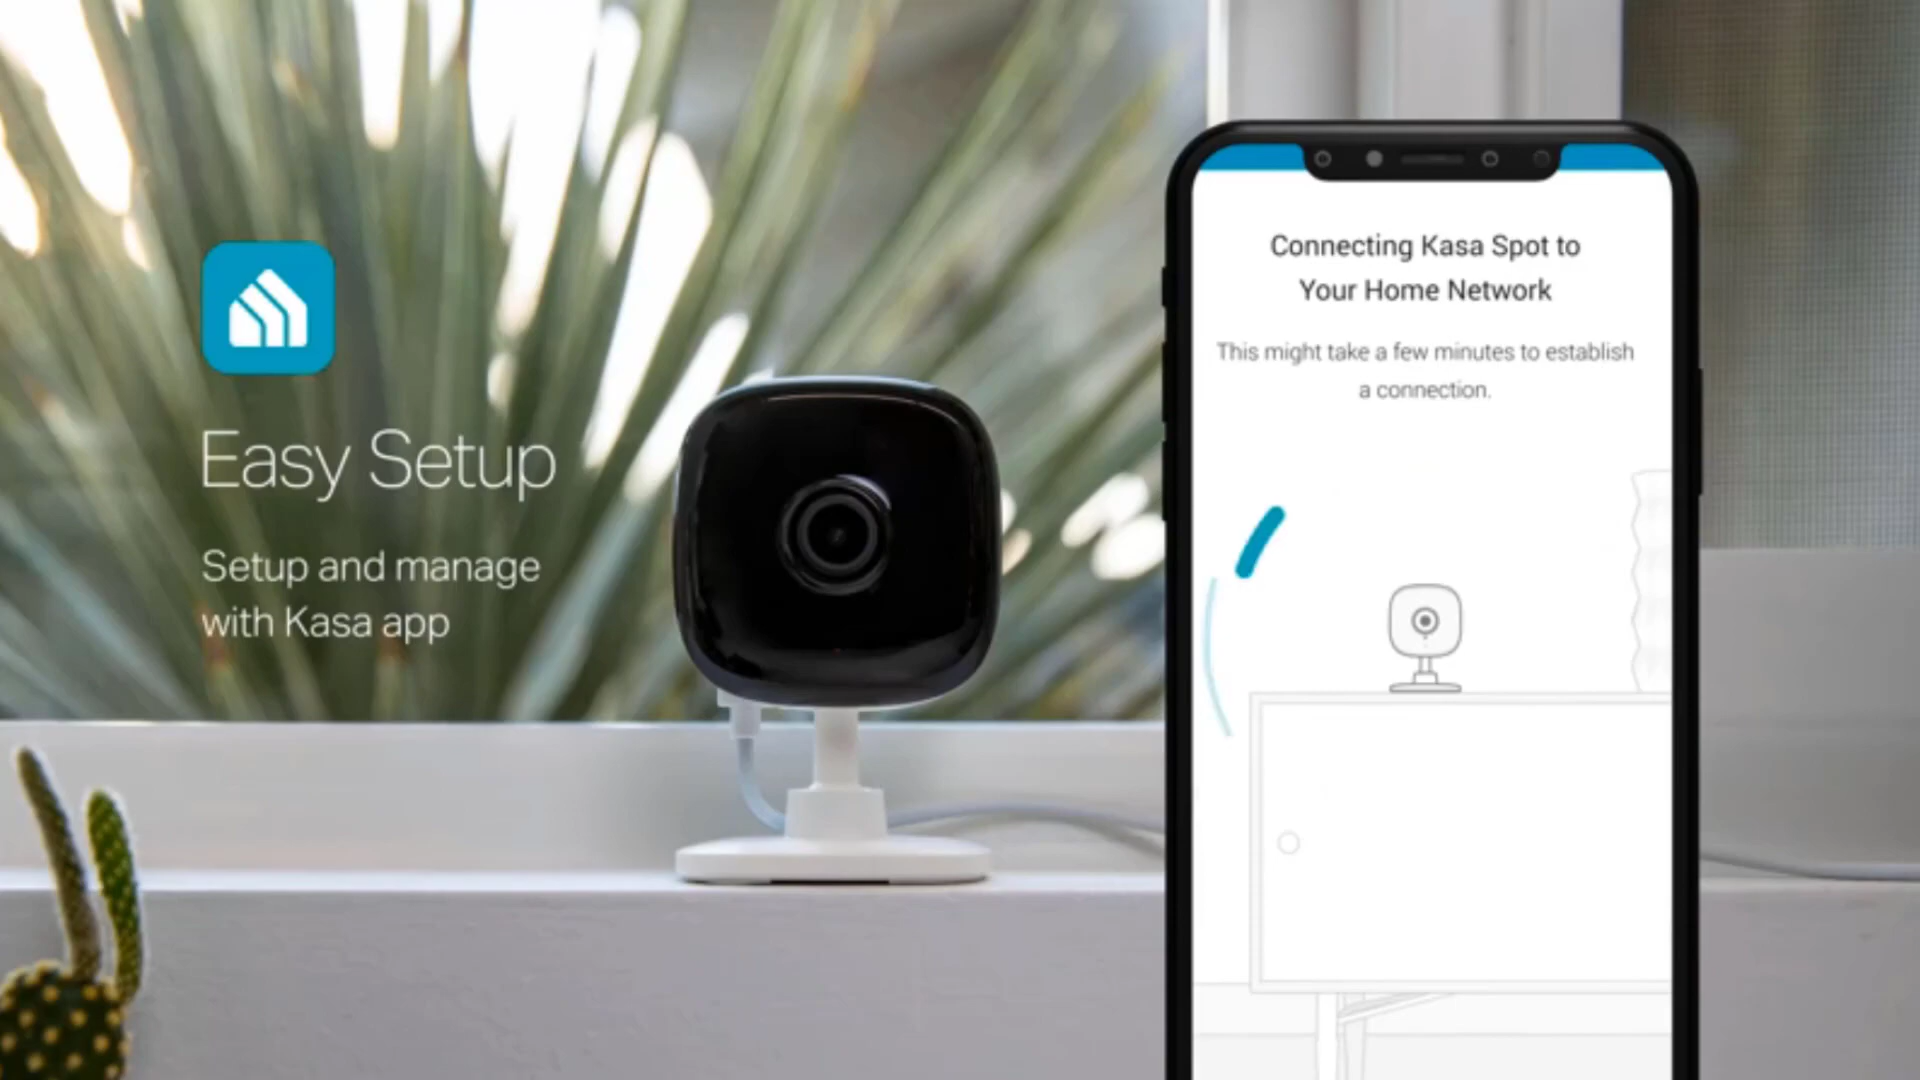 Easy Setup
Setup and manage
with Kasa app
Connecting Kasa Spot to
Your Home Network
This might take a few minutes to establish
a connection.